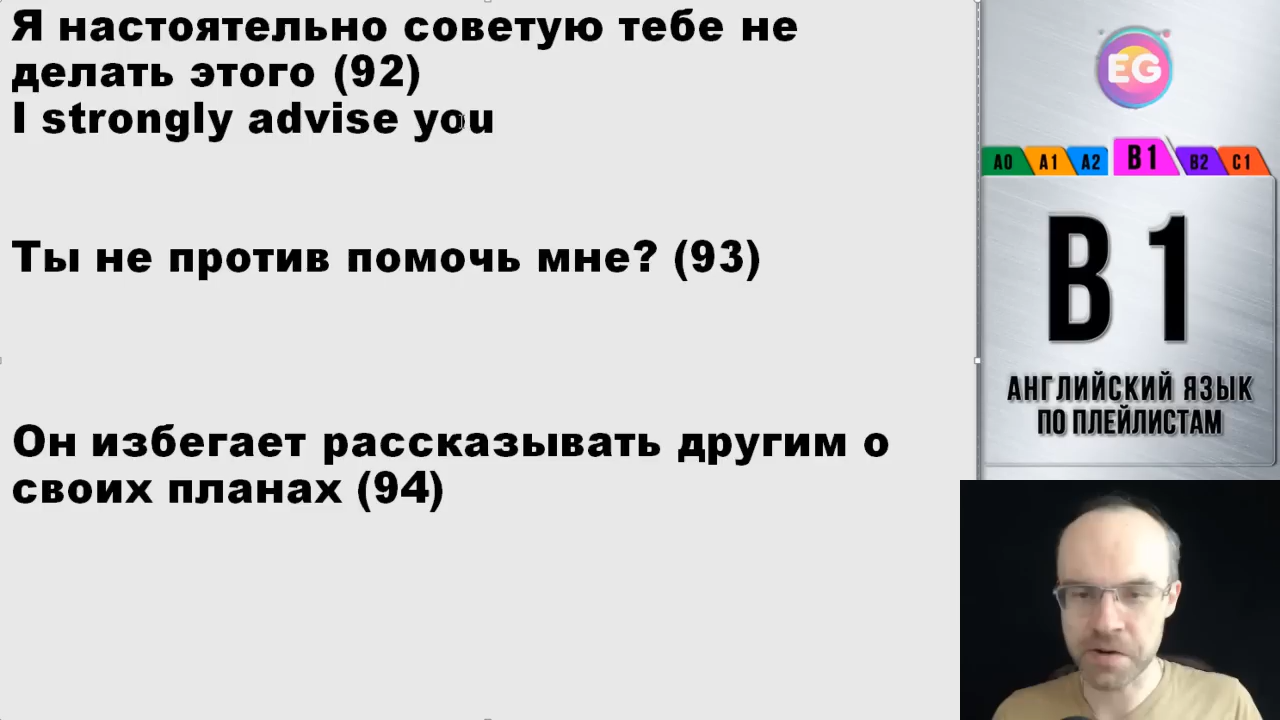 Я настоятельно советую тебе не
делать этого (92)
I strongly advise you
Ты не против помочь мне? (93)
Он избегает рассказывать другим о
своих планах (94)
EG
A0 A1 A2 B1 B2 C1
B1
АНГЛИЙСКИЙ ЯЗЫК
ПО ПЛЕЙЛИСТАМ